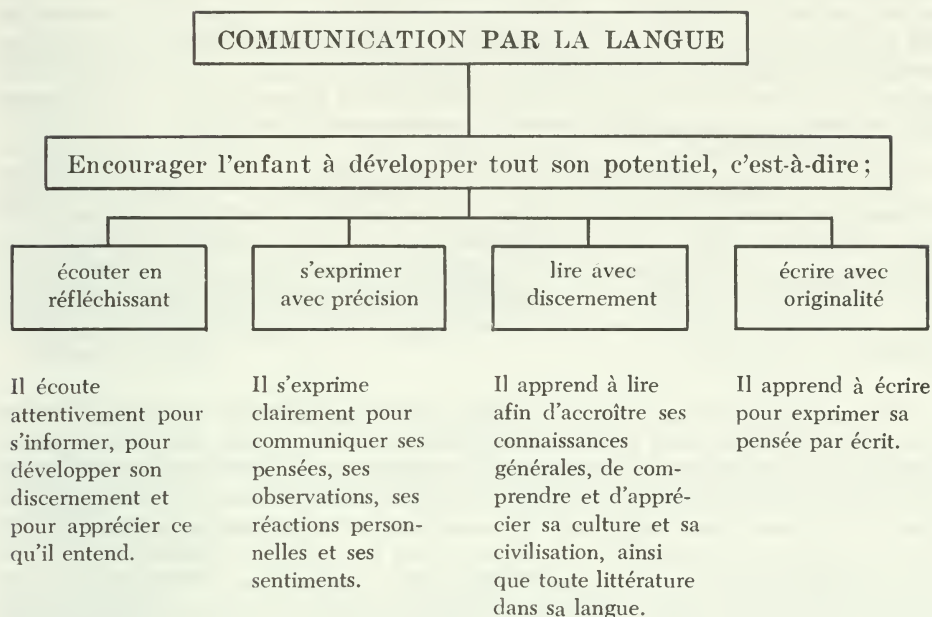 COMMUNICATION PAR LA LANGUE
Encourager l'enfant à développer tout son potentiel, c'est-à-dire;
écouter en
réfléchissant
s'exprimer
avec précision
lire avec
discernement
écrire avec
originalité
Il écoute
attentivement pour
s'informer, pour
développer son
discernement et
pour apprécier ce
qu'il entend.
Il s'exprime
clairement pour
communiquer ses
pensées, ses
observations, ses
réactions person-
nelles et ses
sentiments.
Il apprend à lire
afin d'accroître ses
connaissances
générales, de com-
prendre et d'appré-
cier sa culture et sa
civilisation, ainsi
que toute littérature
dans sa langue.
Il apprend à écrire
pour exprimer sa
pensée par écrit.